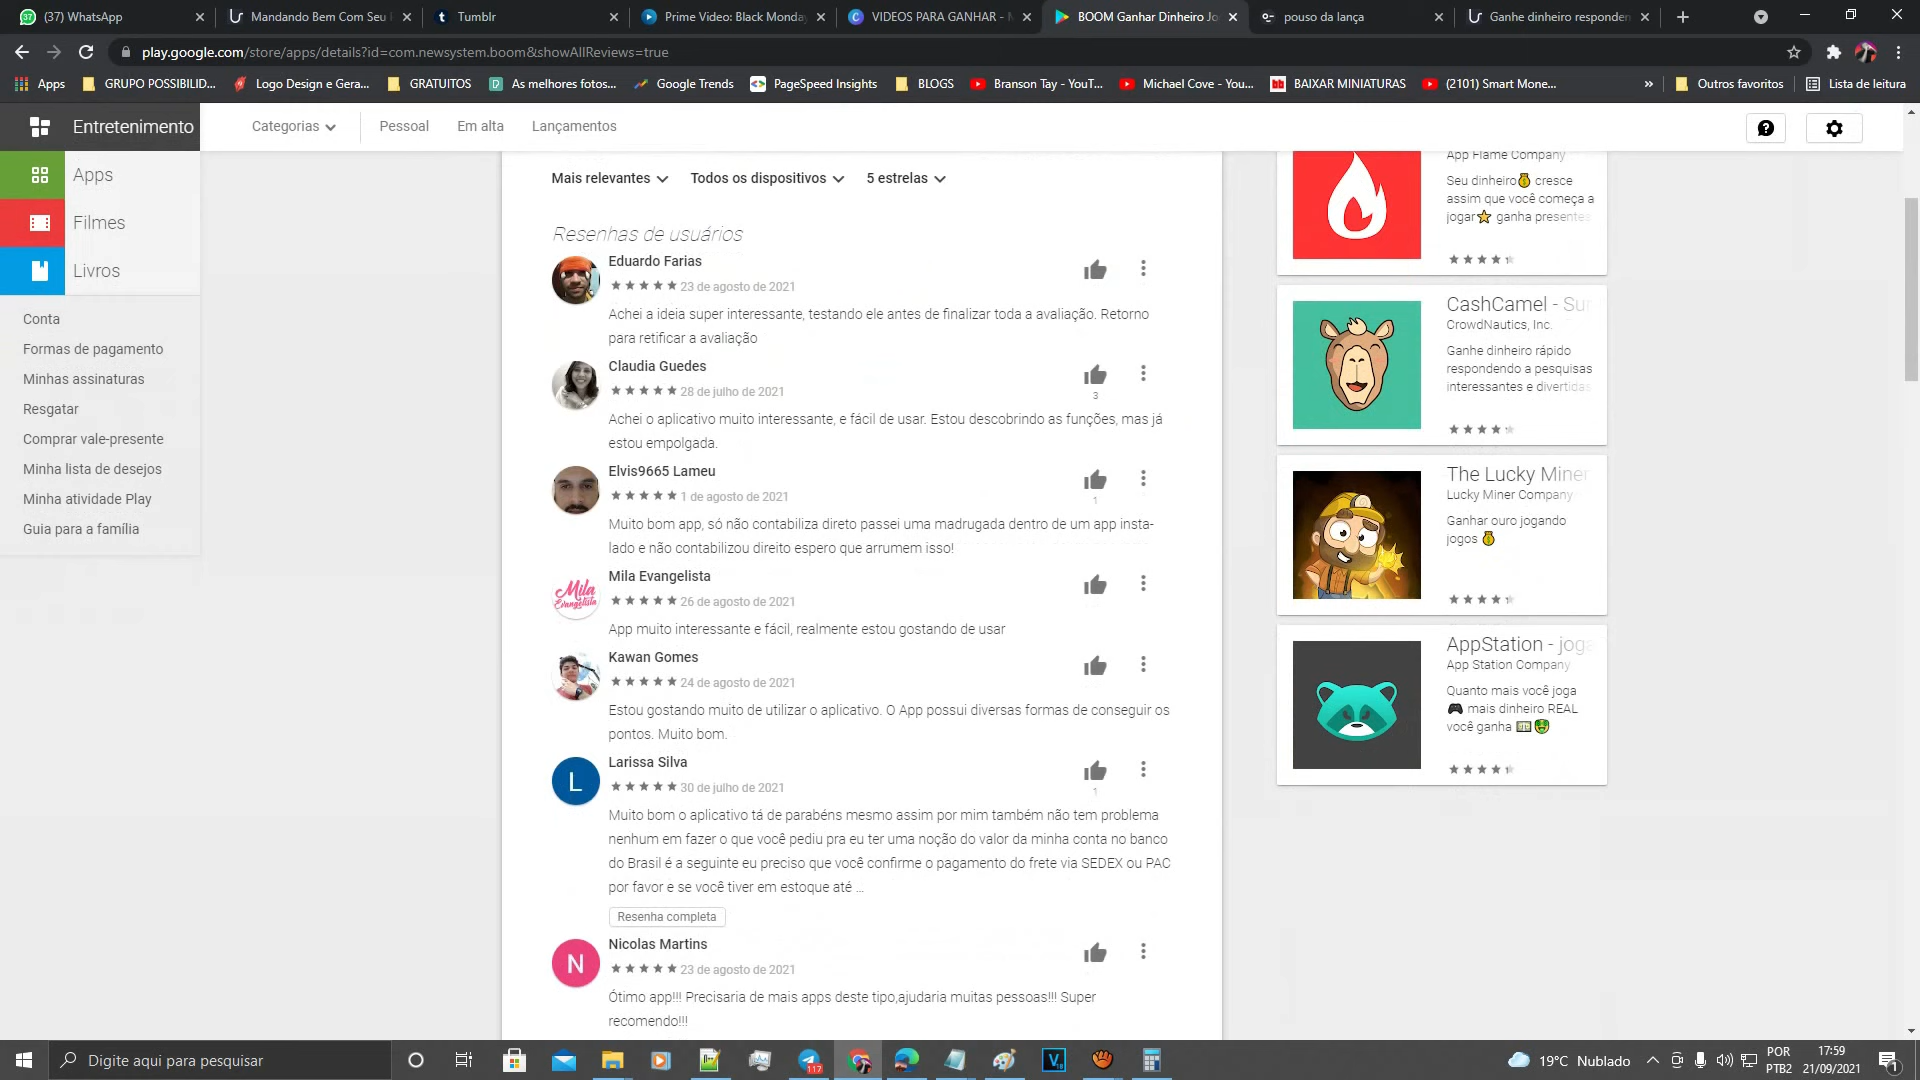 (37) WhatsApp
Mandando Bem Com Seu
Tumblr
Prime Video: Black Monday
VIDEOS PARA GANHAR -
BOOM Ganhar Dinheiro Jo
pouso da lança
Ganhe dinheiro responden
play.google.com/store/apps/details?id=com.newsystem.boom&showAllReviews=true
Apps
GRUPO POSSIBILID...
Logo Design e Gera...
GRATUITOS
As melhores fotos...
Google Trends
PageSpeed Insights
BLOGS
Branson Tay - YouT...
Michael Cove - You...
BAIXAR MINIATURAS
(2101) Smart Mone...
»
Outros favoritos
Lista de leitura
Entretenimento
Categorias
Pessoal
Em alta
Lançamentos
Apps
Filmes
Livros
Conta
Formas de pagamento
Minhas assinaturas
Resgatar
Comprar vale-presente
Minha lista de desejos
Minha atividade Play
Guia para a família
Mais relevantes
Todos os dispositivos
5 estrelas
Resenhas de usuários
Eduardo Farias
23 de agosto de 2021
Achei a ideia super interessante, testando ele antes de finalizar toda a avaliação. Retorno
para retificar a avaliação
Claudia Guedes
28 de julho de 2021
3
Achei o aplicativo muito interessante, e fácil de usar. Estou descobrindo as funções, mas já
estou empolgada.
Elvis9665 Lameu
1 de agosto de 2021
1
Muito bom app, só não contabiliza direto passei uma madrugada dentro de um app insta-
lado e não contabilizou direito espero que arrumem isso!
Mila Evangelista
Mila Evangelista
26 de agosto de 2021
App muito interessante e fácil, realmente estou gostando de usar
Kawan Gomes
24 de agosto de 2021
Estou gostando muito de utilizar o aplicativo. O App possui diversas formas de conseguir os
pontos. Muito bom.
L
Larissa Silva
30 de julho de 2021
1
Muito bom o aplicativo tá de parabéns mesmo assim por mim também não tem problema
nenhum em fazer o que você pediu pra eu ter uma noção do valor da minha conta no banco
do Brasil é a seguinte eu preciso que você confirme o pagamento do frete via SEDEX ou PAC
por favor e se você tiver em estoque até ...
Resenha completa
N
Nicolas Martins
23 de agosto de 2021
Ótimo app!!! Precisaria de mais apps deste tipo,ajudaria muitas pessoas!!! Super
recomendo!!!
App Flame Company
Seu dinheiro💰 cresce
assim que você começa a
jogar⭐ ganha presentes
CashCamel - Sur
CrowdNautics, Inc.
Ganhe dinheiro rápido
respondendo a pesquisas
interessantes e divertidas
The Lucky Miner
Lucky Miner Company
Ganhar ouro jogando
jogos 💰
AppStation - joga
App Station Company
Quanto mais você joga
🎮 mais dinheiro REAL
você ganha 💵🤑
Digite aqui para pesquisar
117
19°C Nublado
POR
PTB2
17:59
21/09/2021
1